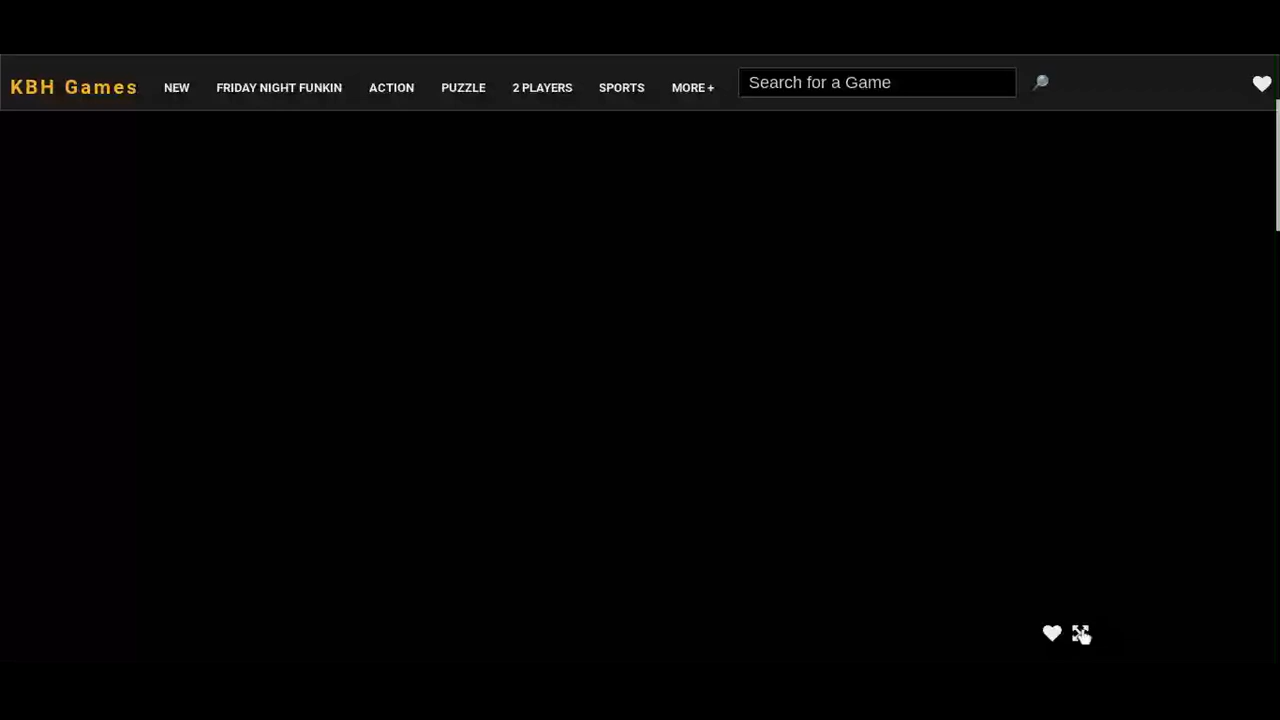 KBH Games NEW FRIDAY NIGHT FUNKIN ACTION PUZZLE 2 PLAYERS SPORTS MORE + Search for a Game